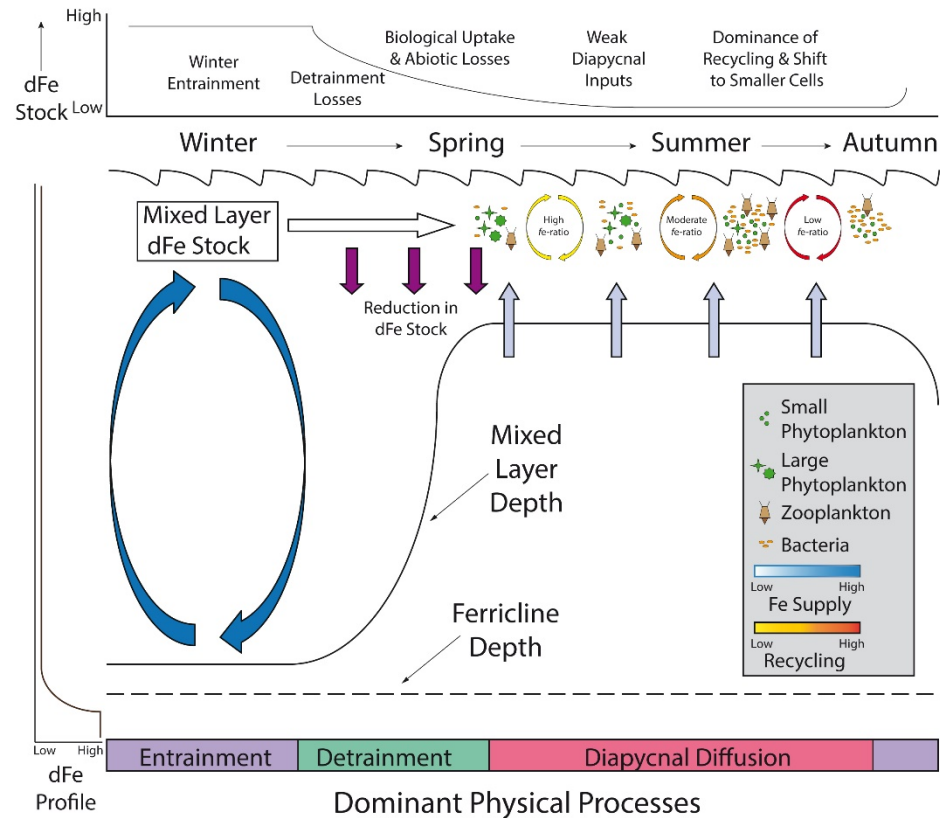 High
dFe
Stock
Low
Winter
Entrainment
Detrainment
Losses
Biological Uptake
& Abiotic Losses
Weak
Diapycnal
Inputs
Dominance of
Recycling & Shift
to Smaller Cells
Winter
Spring
Summer
Autumn
Mixed Layer
dFe Stock
High
fe-ratio
Moderate
fe-ratio
Low
fe-ratio
Reduction in
dFe Stock
Mixed
Layer
Depth
Ferricline
Depth
Small
Phytoplankton
Large
Phytoplankton
Zooplankton
Bacteria
Low
High
Fe Supply
Low
High
Recycling
Low
High
dFe
Profile
Entrainment
Detrainment
Diapycnal Diffusion
Dominant Physical Processes